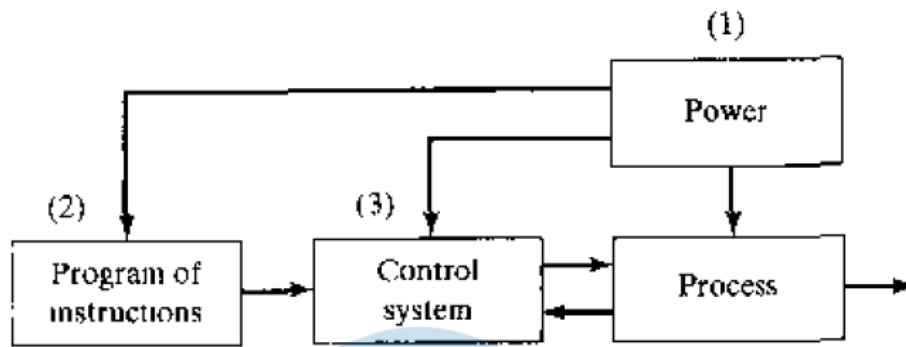 (1)
Power
(2)
(3)
Program of
instructions
Control
system
Process